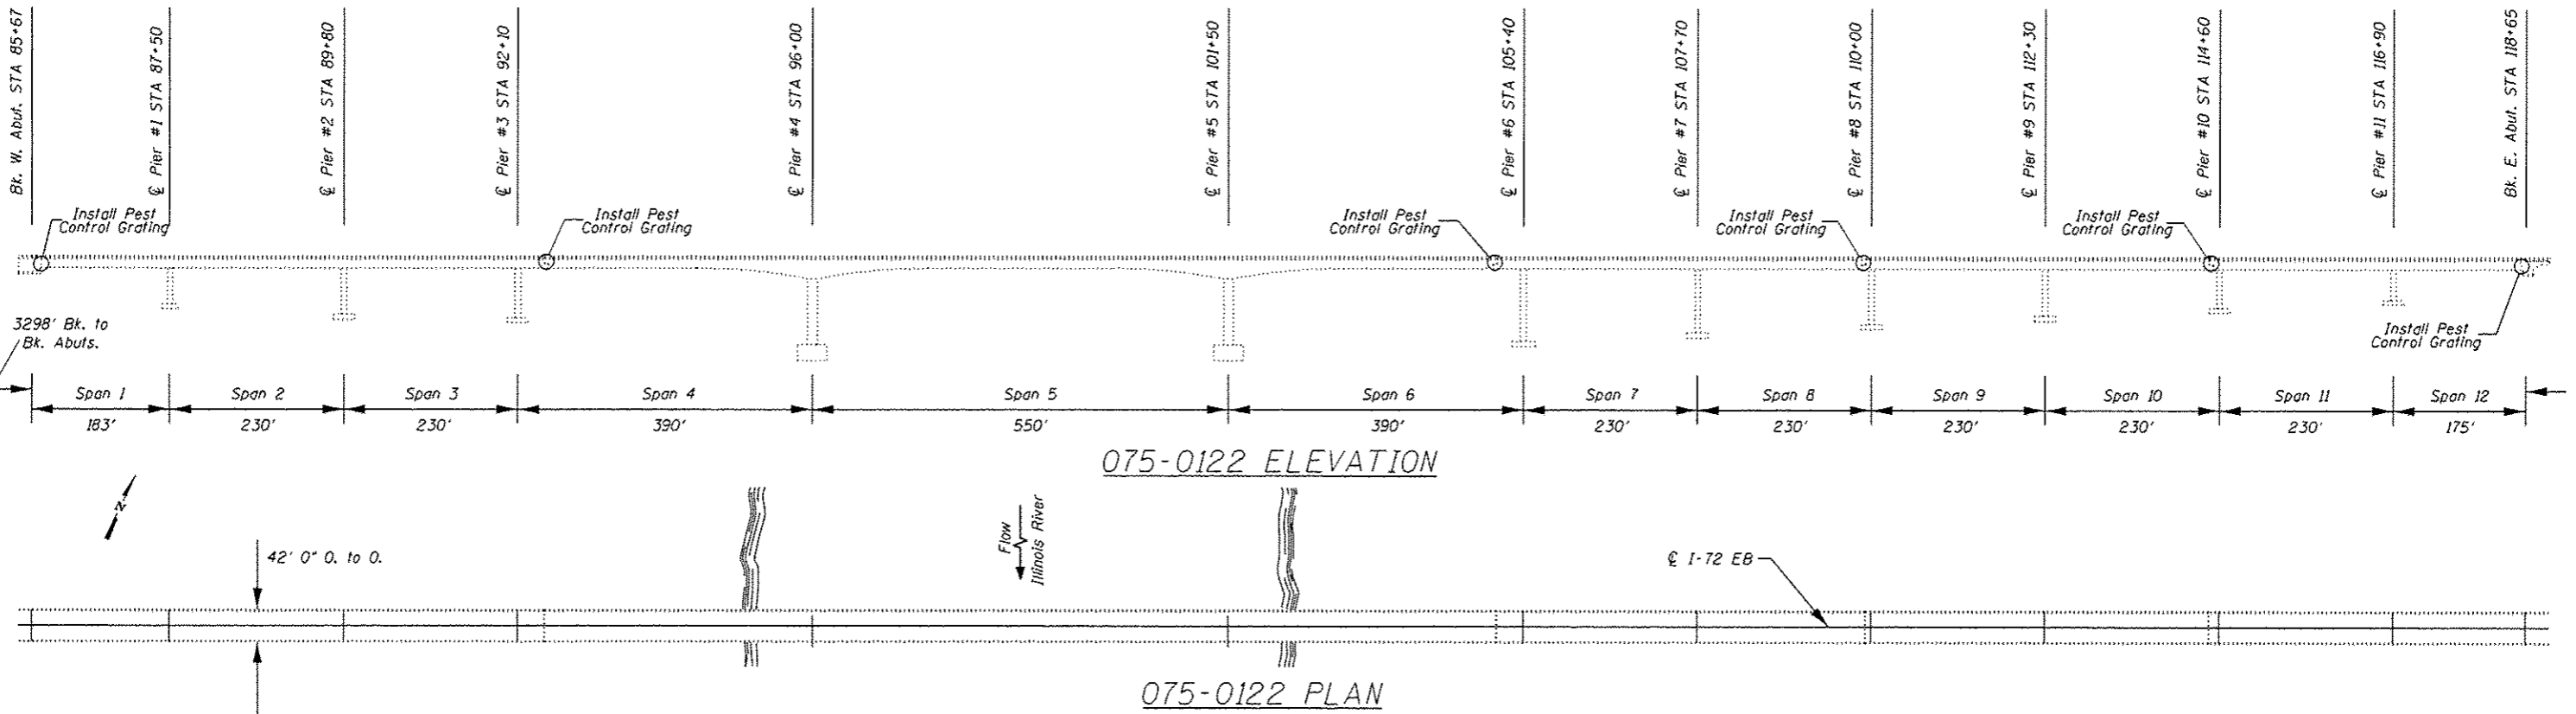 Bk. W. Abut. STA 85+67
℄ Pier #1 STA 87+50
℄ Pier #2 STA 89+80
℄ Pier #3 STA 92+10
℄ Pier #4 STA 96+00
℄ Pier #5 STA 101+50
℄ Pier #6 STA 105+40
℄ Pier #7 STA 107+70
℄ Pier #8 STA 110+00
℄ Pier #9 STA 112+30
℄ Pier #10 STA 114+60
℄ Pier #11 STA 116+90
Bk. E. Abut. STA 118+65
Install Pest
Control Grating
Install Pest
Control Grating
Install Pest
Control Grating
Install Pest
Control Grating
Install Pest
Control Grating
Install Pest
Control Grating
3298' Bk. to
Bk. Abuts.
Span 1
Span 2
Span 3
Span 4
Span 5
Span 6
Span 7
Span 8
Span 9
Span 10
Span 11
Span 12
183'
230'
230'
390'
550'
390'
230'
230'
230'
230'
230'
175'
075-0122 ELEVATION
N
42' 0" O. to O.
Flow
Illinois River
℄ I-72 EB
075-0122 PLAN